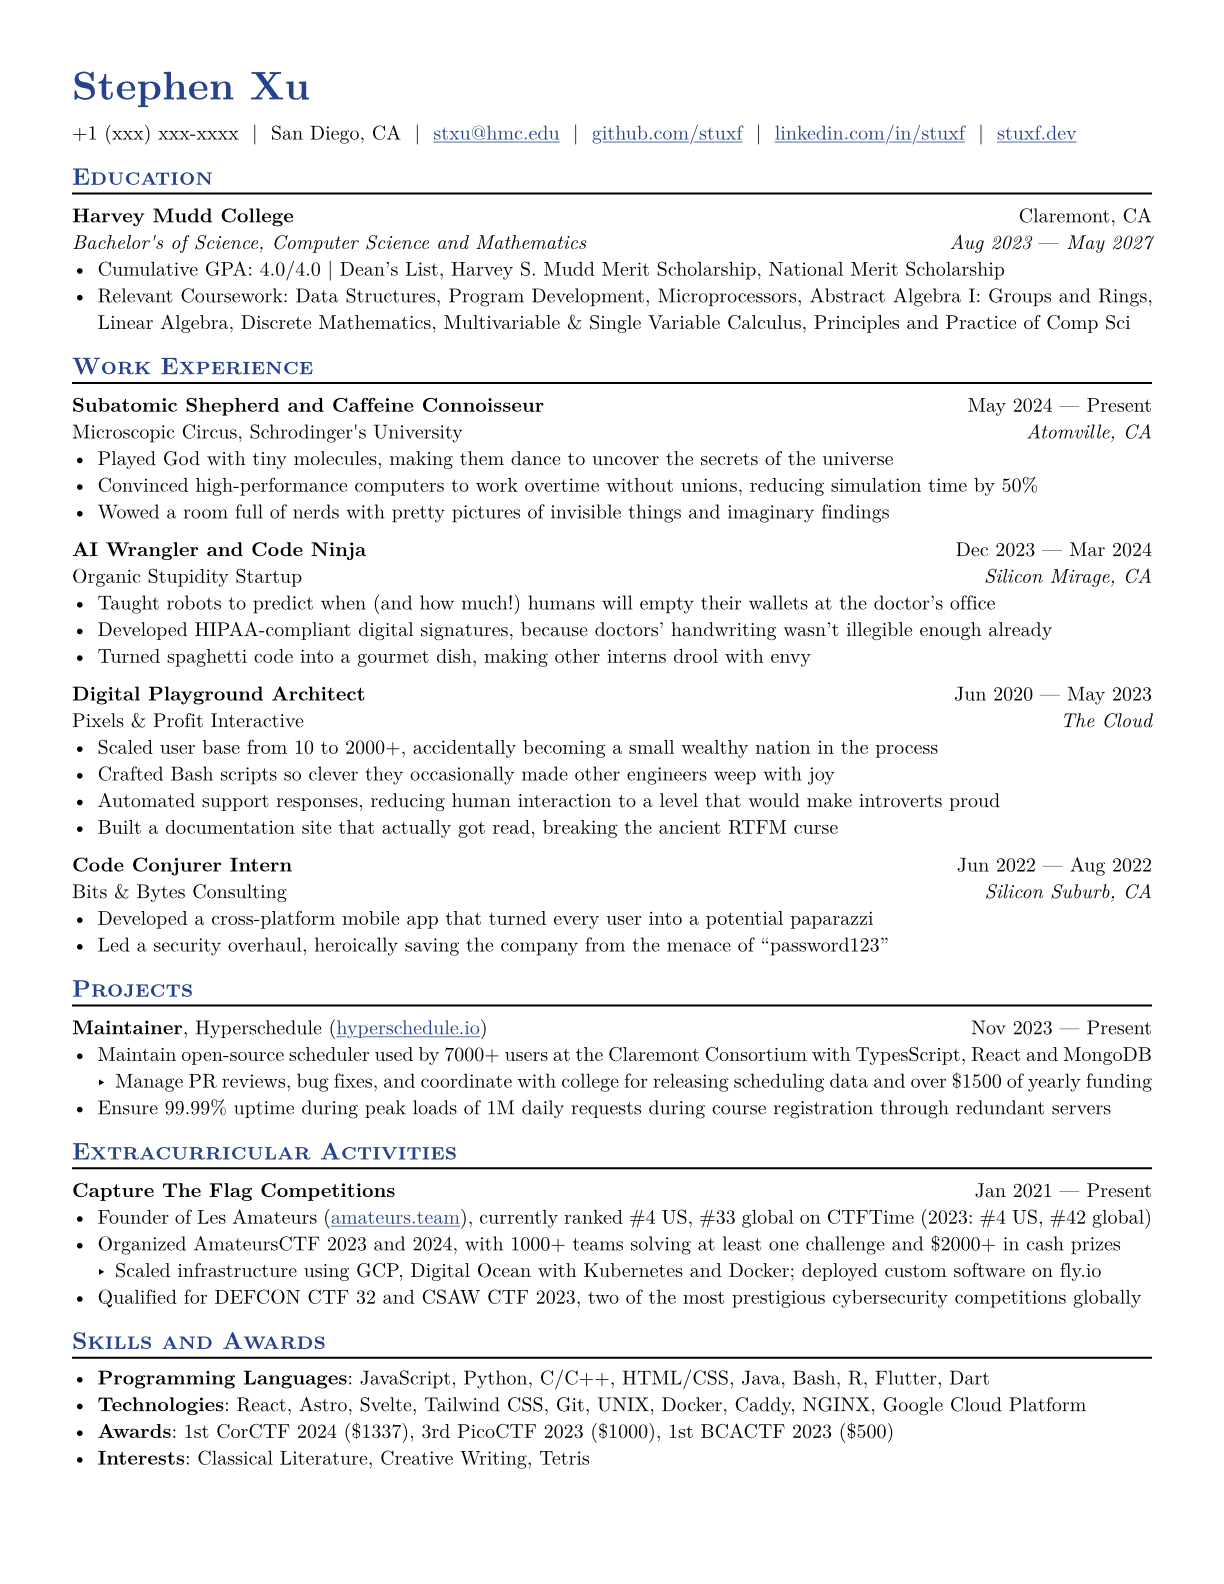 Stephen Xu
+1 (xxx) xxx-xxxx | San Diego, CA | stxu@hmc.edu | github.com/stuxf | linkedin.com/in/stuxf | stuxf.dev
Education
Harvey Mudd College Claremont, CA
Bachelor's of Science, Computer Science and Mathematics Aug 2023 — May 2027
• Cumulative GPA: 4.0/4.0 | Dean’s List, Harvey S. Mudd Merit Scholarship, National Merit Scholarship
• Relevant Coursework: Data Structures, Program Development, Microprocessors, Abstract Algebra I: Groups and Rings,
Linear Algebra, Discrete Mathematics, Multivariable & Single Variable Calculus, Principles and Practice of Comp Sci
Work Experience
Subatomic Shepherd and Caffeine Connoisseur May 2024 — Present
Microscopic Circus, Schrodinger's University Atomville, CA
• Played God with tiny molecules, making them dance to uncover the secrets of the universe
• Convinced high-performance computers to work overtime without unions, reducing simulation time by 50%
• Wowed a room full of nerds with pretty pictures of invisible things and imaginary findings
AI Wrangler and Code Ninja Dec 2023 — Mar 2024
Organic Stupidity Startup Silicon Mirage, CA
• Taught robots to predict when (and how much!) humans will empty their wallets at the doctor’s office
• Developed HIPAA-compliant digital signatures, because doctors’ handwriting wasn’t illegible enough already
• Turned spaghetti code into a gourmet dish, making other interns drool with envy
Digital Playground Architect Jun 2020 — May 2023
Pixels & Profit Interactive The Cloud
• Scaled user base from 10 to 2000+, accidentally becoming a small wealthy nation in the process
• Crafted Bash scripts so clever they occasionally made other engineers weep with joy
• Automated support responses, reducing human interaction to a level that would make introverts proud
• Built a documentation site that actually got read, breaking the ancient RTFM curse
Code Conjurer Intern Jun 2022 — Aug 2022
Bits & Bytes Consulting Silicon Suburb, CA
• Developed a cross-platform mobile app that turned every user into a potential paparazzi
• Led a security overhaul, heroically saving the company from the menace of “password123”
Projects
Maintainer, Hyperschedule (hyperschedule.io) Nov 2023 — Present
• Maintain open-source scheduler used by 7000+ users at the Claremont Consortium with TypesScript, React and MongoDB
‣ Manage PR reviews, bug fixes, and coordinate with college for releasing scheduling data and over $1500 of yearly funding
• Ensure 99.99% uptime during peak loads of 1M daily requests during course registration through redundant servers
Extracurricular Activities
Capture The Flag Competitions Jan 2021 — Present
• Founder of Les Amateurs (amateurs.team), currently ranked #4 US, #33 global on CTFTime (2023: #4 US, #42 global)
• Organized AmateursCTF 2023 and 2024, with 1000+ teams solving at least one challenge and $2000+ in cash prizes
‣ Scaled infrastructure using GCP, Digital Ocean with Kubernetes and Docker; deployed custom software on fly.io
• Qualified for DEFCON CTF 32 and CSAW CTF 2023, two of the most prestigious cybersecurity competitions globally
Skills and Awards
• Programming Languages: JavaScript, Python, C/C++, HTML/CSS, Java, Bash, R, Flutter, Dart
• Technologies: React, Astro, Svelte, Tailwind CSS, Git, UNIX, Docker, Caddy, NGINX, Google Cloud Platform
• Awards: 1st CorCTF 2024 ($1337), 3rd PicoCTF 2023 ($1000), 1st BCACTF 2023 ($500)
• Interests: Classical Literature, Creative Writing, Tetris